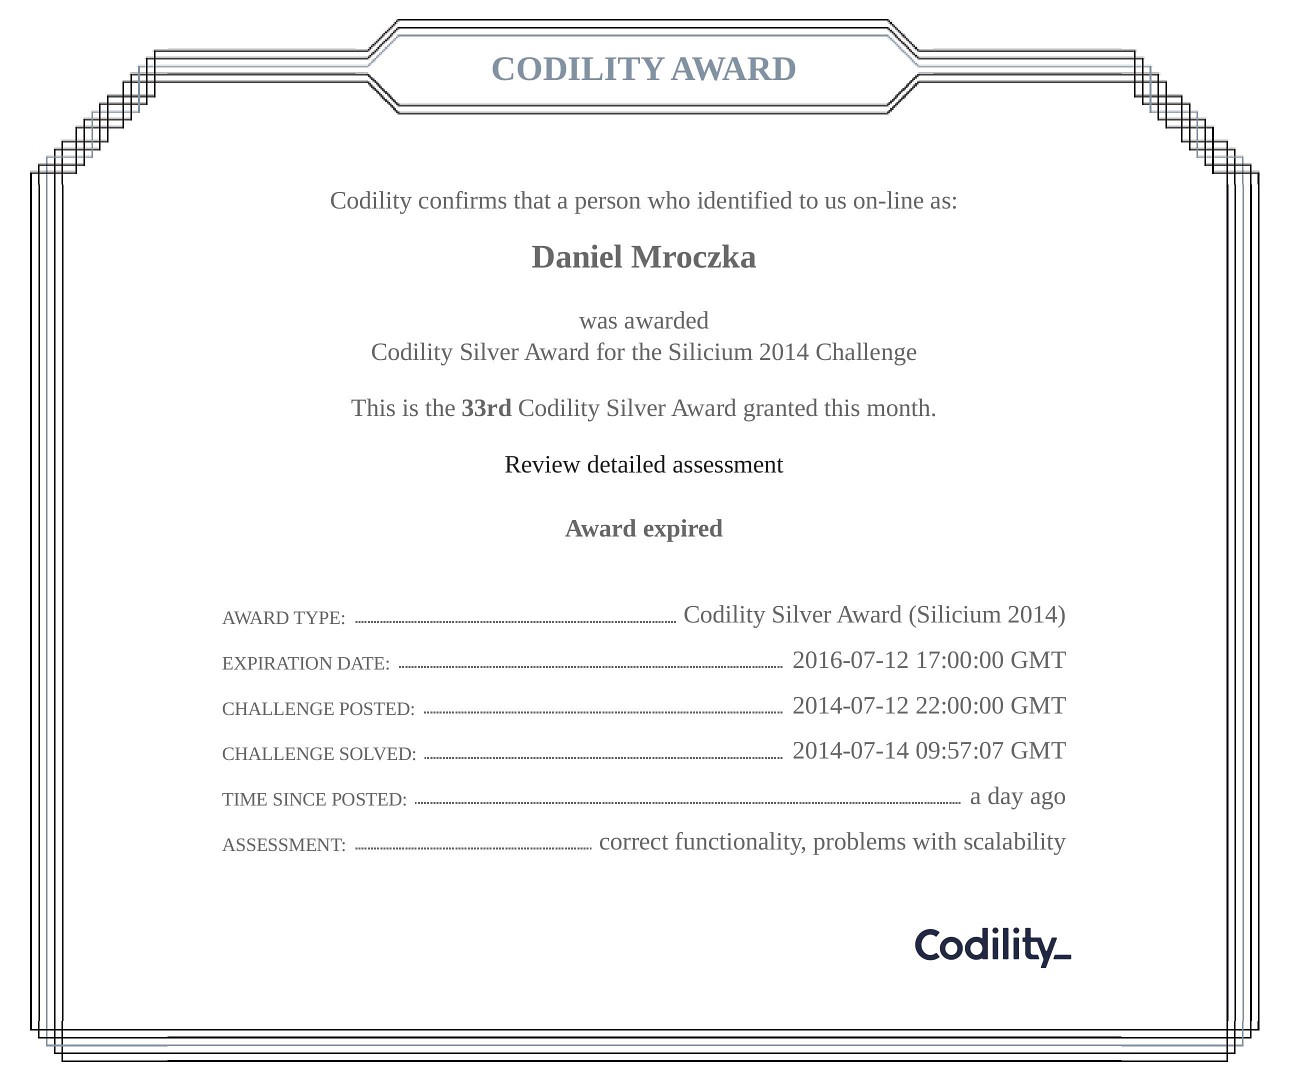 CODILITY AWARD
Codility confirms that a person who identified to us on-line as:
Daniel Mroczka
was awarded
Codility Silver Award for the Silicium 2014 Challenge
This is the 33rd Codility Silver Award granted this month.
Review detailed assessment
Award expired
AWARD TYPE: Codility Silver Award (Silicium 2014)
EXPIRATION DATE: 2016-07-12 17:00:00 GMT
CHALLENGE POSTED: 2014-07-12 22:00:00 GMT
CHALLENGE SOLVED: 2014-07-14 09:57:07 GMT
TIME SINCE POSTED: a day ago
ASSESSMENT: correct functionality, problems with scalability
Codility_